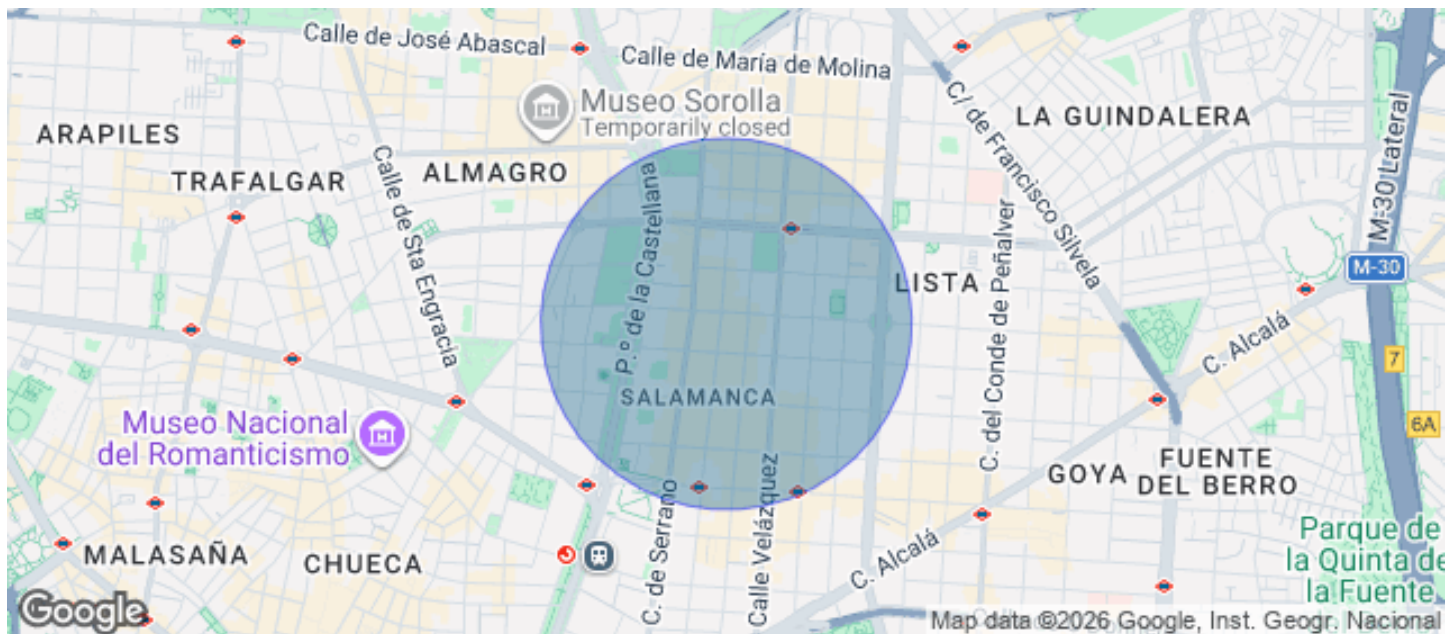 Calle de José Abascal
Calle de María de Molina
Museo Sorolla
Temporarily closed
C/ de Francisco Silvela
LA GUINDALERA
M-30 Lateral
ARAPILES
TRAFALGAR
ALMAGRO
Calle de Sta Engracia
P.º de la Castellana
LISTA
C. del Conde de Peñalver
M-30
C. Alcalá
7
SALAMANCA
6A
Museo Nacional
del Romanticismo
GOYA
FUENTE
DEL BERRO
C. de Serrano
Calle Velázquez
C. Alcalá
MALASAÑA
CHUECA
Parque de
la Quinta de
la Fuente
Google
Map data ©2026 Google, Inst. Geogr. Nacional